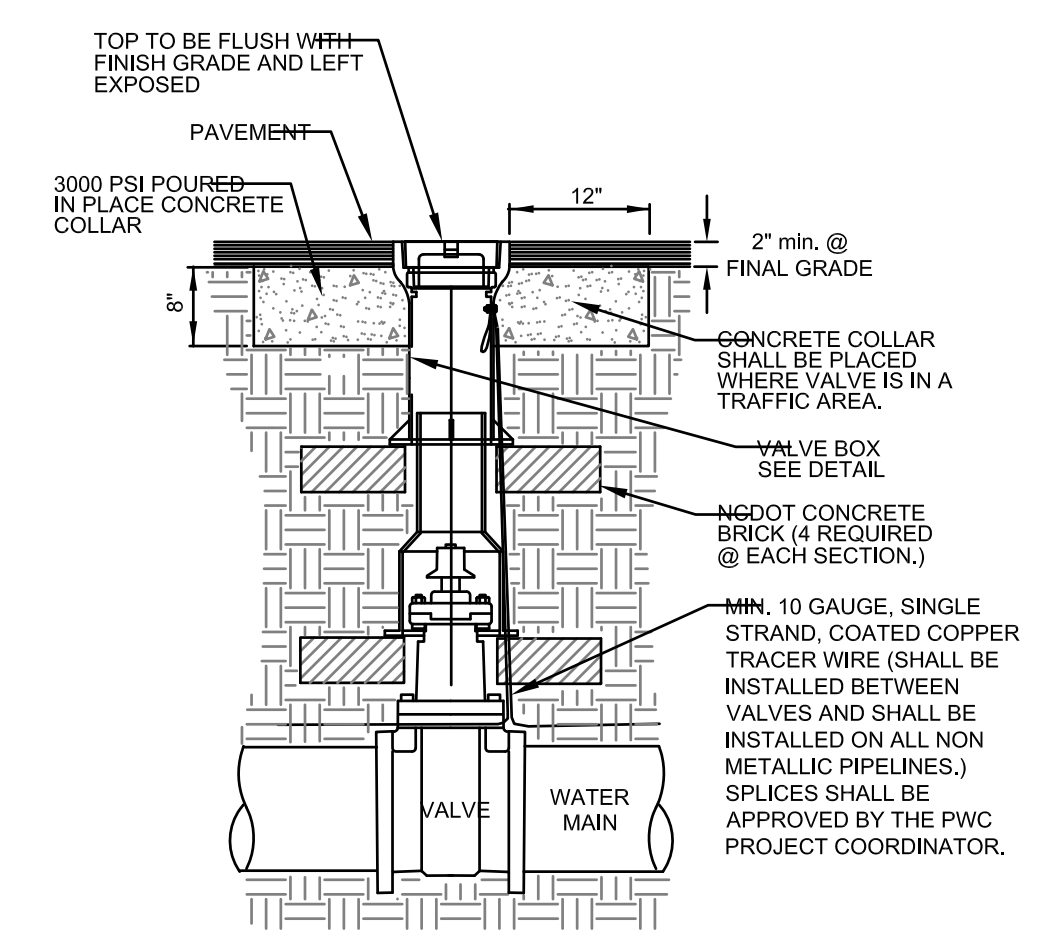 TOP TO BE FLUSH WITH
FINISH GRADE AND LEFT
EXPOSED
PAVEMENT
3000 PSI POURED
IN PLACE CONCRETE
COLLAR
12"
2" min. @
FINAL GRADE
8"
CONCRETE COLLAR
SHALL BE PLACED
WHERE VALVE IS IN A
TRAFFIC AREA.
VALVE BOX
SEE DETAIL
NCDOT CONCRETE
BRICK (4 REQUIRED
@ EACH SECTION.)
MIN. 10 GAUGE, SINGLE
STRAND, COATED COPPER
TRACER WIRE (SHALL BE
INSTALLED BETWEEN
VALVES AND SHALL BE
INSTALLED ON ALL NON
METALLIC PIPELINES.)
SPLICES SHALL BE
APPROVED BY THE PWC
PROJECT COORDINATOR.
VALVE
WATER
MAIN